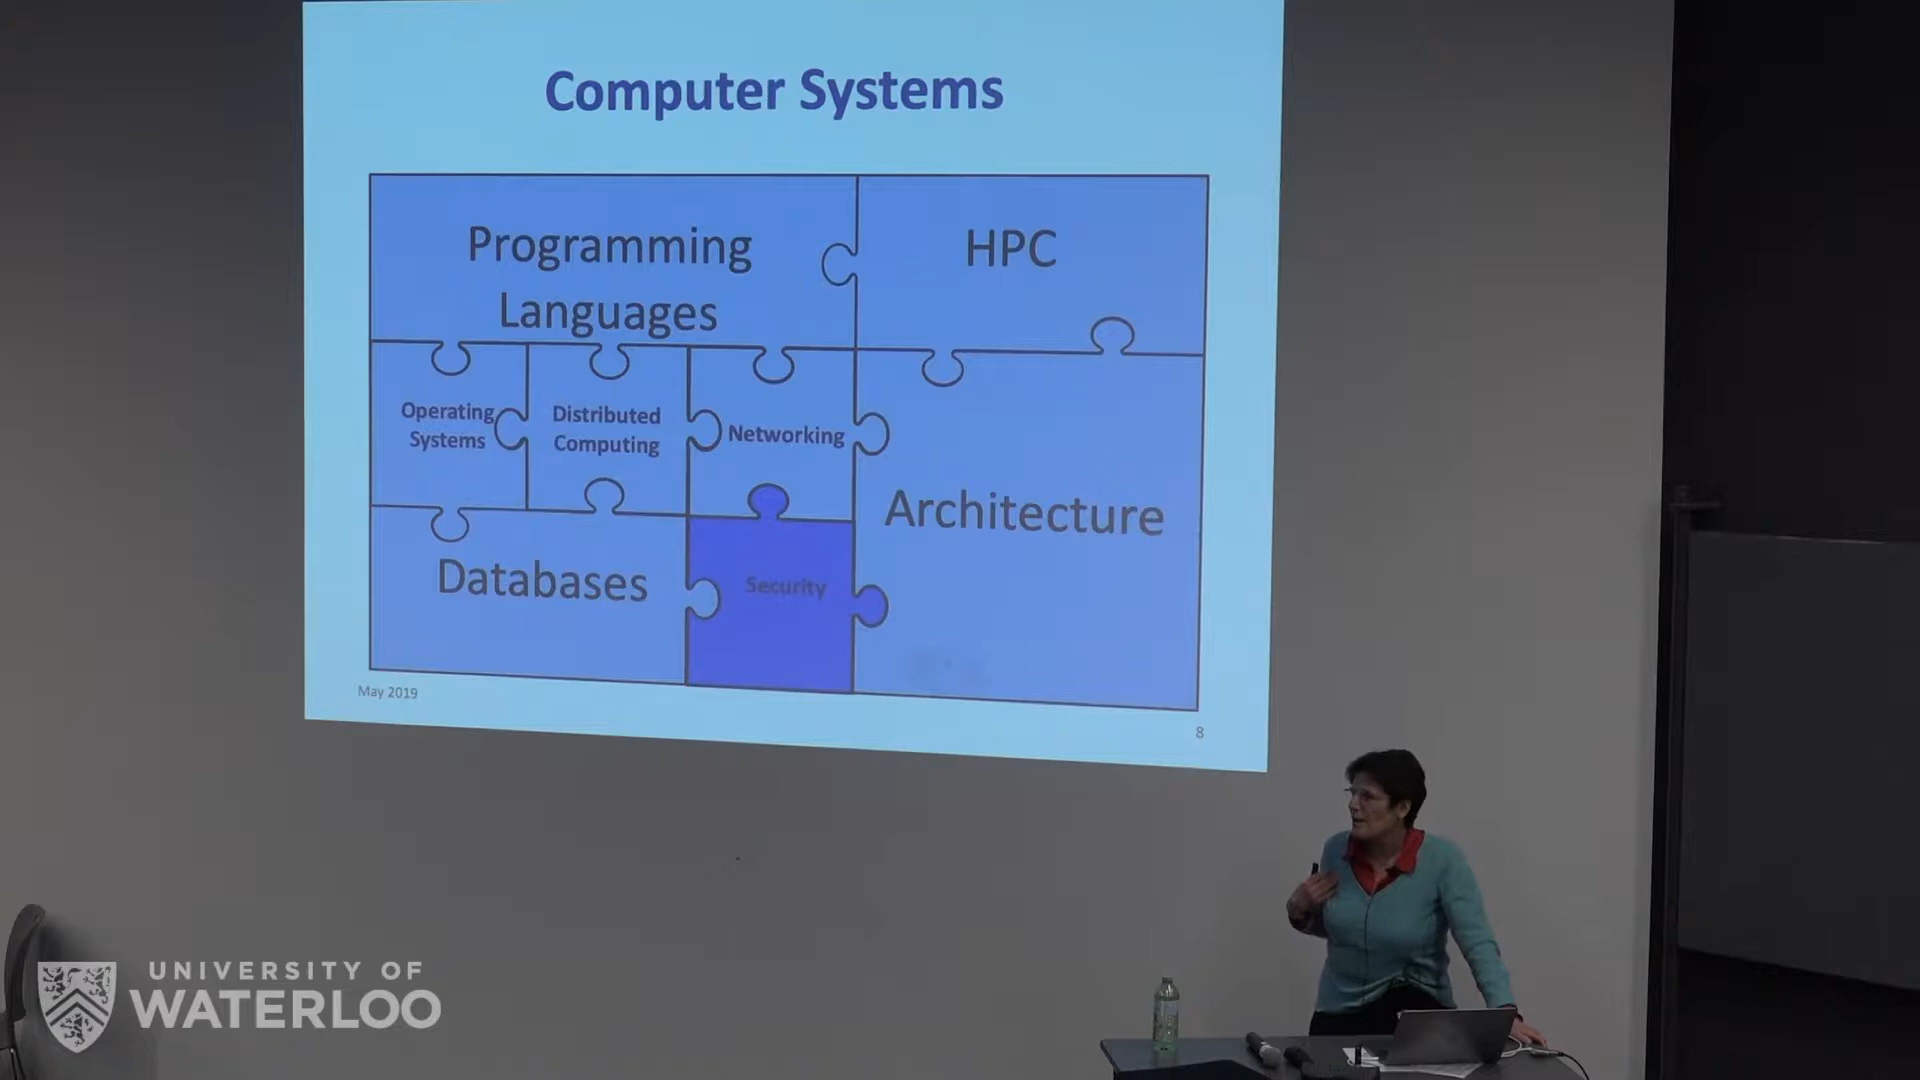 Computer Systems
Programming
Languages
HPC
Operating
Systems
Distributed
Computing
Networking
Architecture
Databases
Security
May 2019
8
UNIVERSITY OF
WATERLOO